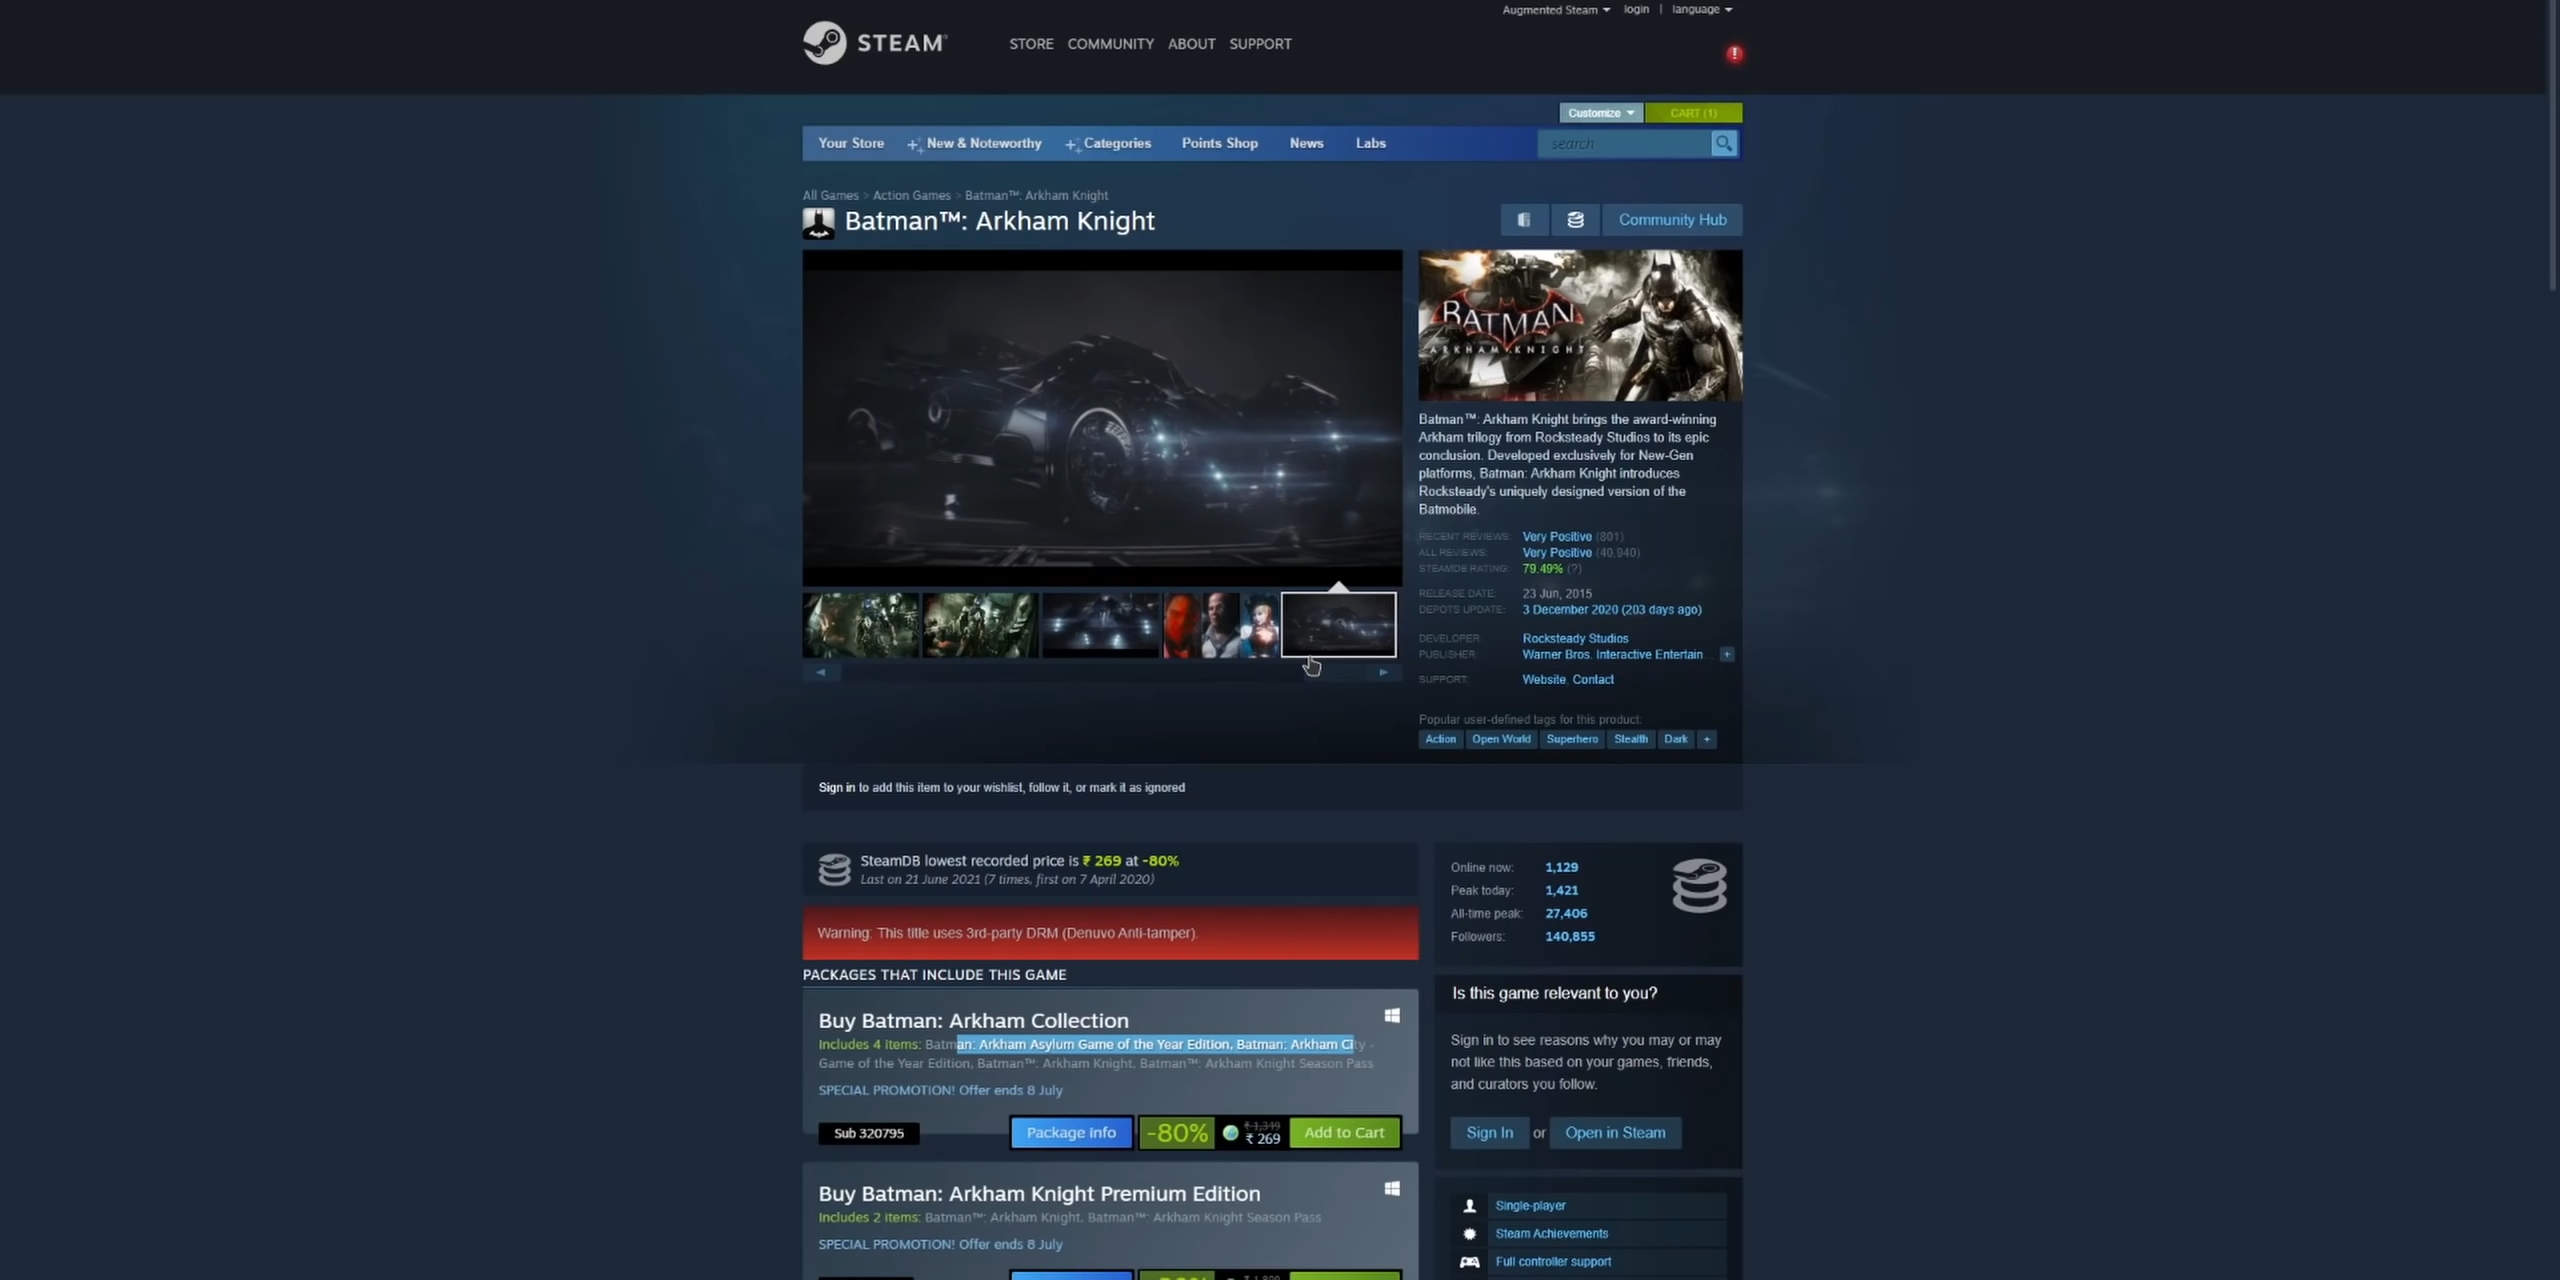 Augmented Steam
login | language
STEAM
STORE COMMUNITY ABOUT SUPPORT
Customize
CART (1)
Your Store
New & Noteworthy
Categories
Points Shop
News
Labs
search
All Games > Action Games > Batman™: Arkham Knight
Batman™: Arkham Knight
Community Hub
BATMAN
ARKHAM KNIGHT
Batman™: Arkham Knight brings the award-winning
Arkham trilogy from Rocksteady Studios to its epic
conclusion. Developed exclusively for New-Gen
platforms, Batman: Arkham Knight introduces
Rocksteady's uniquely designed version of the
Batmobile.
RECENT REVIEWS: Very Positive (801)
ALL REVIEWS: Very Positive (40,940)
STEAMDB RATING: 79.49% (?)
RELEASE DATE: 23 Jun, 2015
DEPOTS UPDATE: 3 December 2020 (203 days ago)
DEVELOPER: Rocksteady Studios
PUBLISHER: Warner Bros. Interactive Entertain... +
SUPPORT: Website, Contact
Popular user-defined tags for this product:
Action Open World Superhero Stealth Dark +
Sign in to add this item to your wishlist, follow it, or mark it as ignored
SteamDB lowest recorded price is ₹ 269 at -80%
Last on 21 June 2021 (7 times, first on 7 April 2020)
Online now: 1,129
Peak today: 1,421
All-time peak: 27,406
Followers: 140,855
Warning: This title uses 3rd-party DRM (Denuvo Anti-tamper).
PACKAGES THAT INCLUDE THIS GAME
Buy Batman: Arkham Collection
Includes 4 items: Batman: Arkham Asylum Game of the Year Edition, Batman: Arkham City -
Game of the Year Edition, Batman™: Arkham Knight, Batman™: Arkham Knight Season Pass
SPECIAL PROMOTION! Offer ends 8 July
Sub 320795
Package info
-80%
₹ 1,349
₹ 269
Add to Cart
Is this game relevant to you?
Sign in to see reasons why you may or may
not like this based on your games, friends,
and curators you follow.
Sign In or Open in Steam
Buy Batman: Arkham Knight Premium Edition
Includes 2 items: Batman™: Arkham Knight, Batman™: Arkham Knight Season Pass
SPECIAL PROMOTION! Offer ends 8 July
Single-player
Steam Achievements
Full controller support